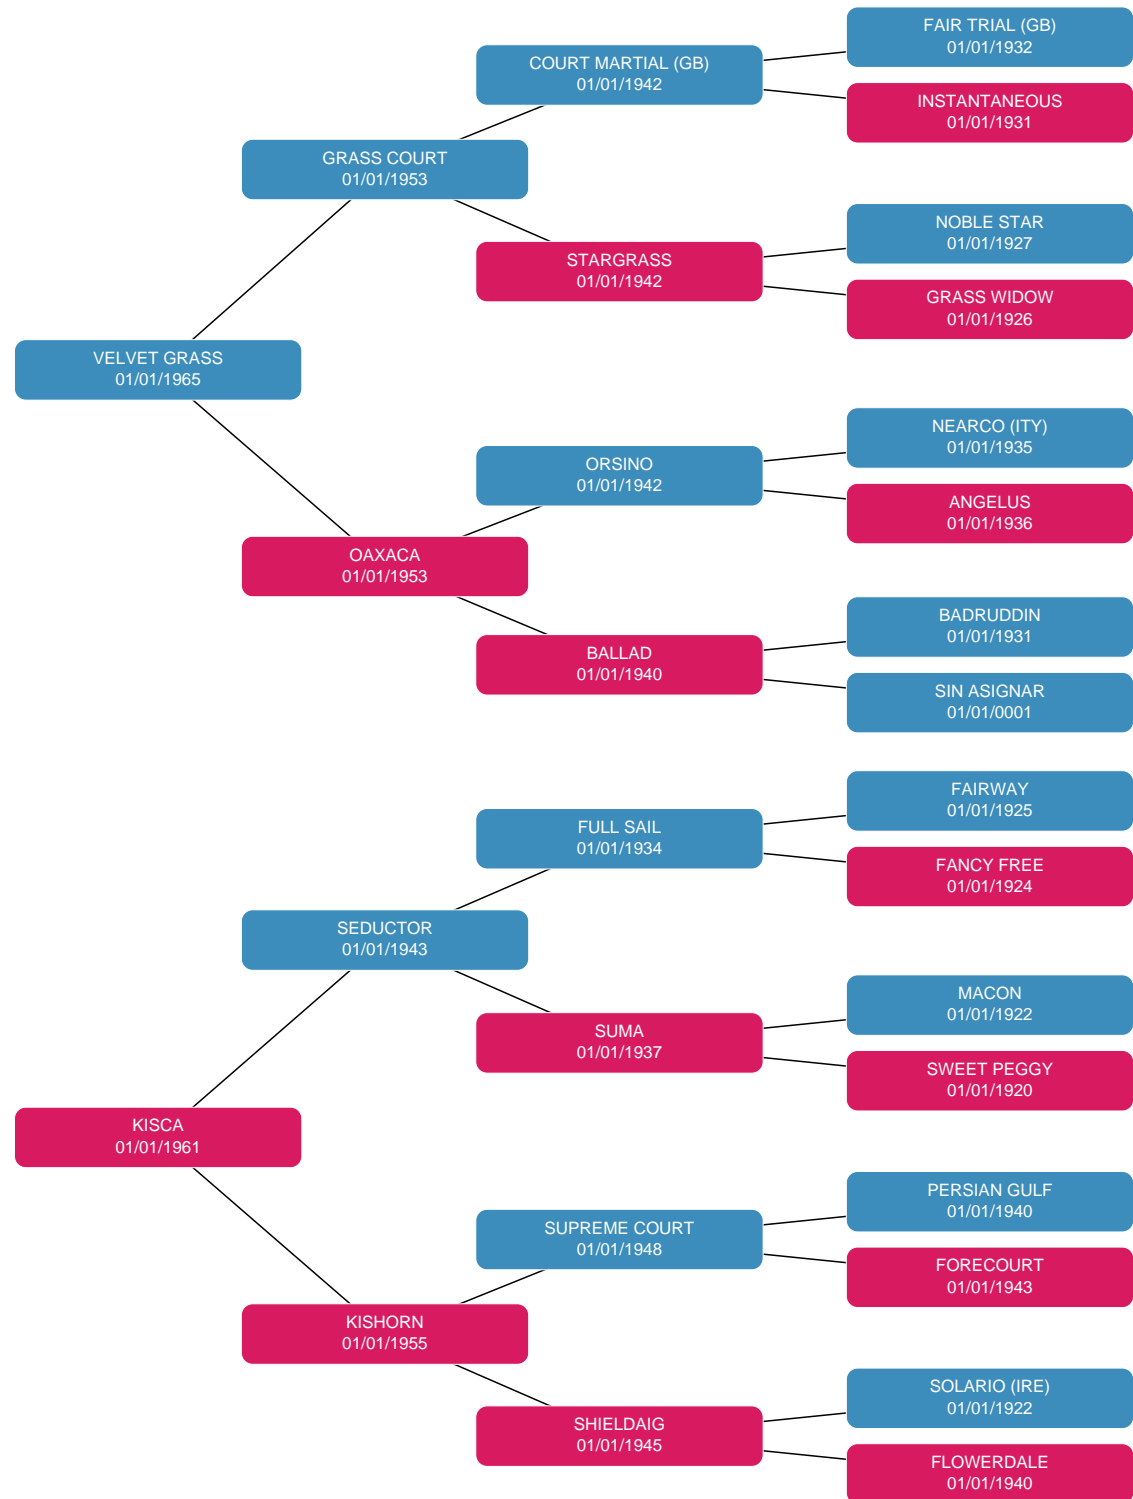 FAIR TRIAL (GB)
01/01/1932
COURT MARTIAL (GB)
01/01/1942
INSTANTANEOUS
01/01/1931
GRASS COURT
01/01/1953
NOBLE STAR
01/01/1927
STARGRASS
01/01/1942
GRASS WIDOW
01/01/1926
VELVET GRASS
01/01/1965
NEARCO (ITY)
01/01/1935
ORSINO
01/01/1942
ANGELUS
01/01/1936
OAXACA
01/01/1953
BADRUDDIN
01/01/1931
BALLAD
01/01/1940
SIN ASIGNAR
01/01/0001
FAIRWAY
01/01/1925
FULL SAIL
01/01/1934
FANCY FREE
01/01/1924
SEDUCTOR
01/01/1943
MACON
01/01/1922
SUMA
01/01/1937
SWEET PEGGY
01/01/1920
KISCA
01/01/1961
PERSIAN GULF
01/01/1940
SUPREME COURT
01/01/1948
FORECOURT
01/01/1943
KISHORN
01/01/1955
SOLARIO (IRE)
01/01/1922
SHIELDAIG
01/01/1945
FLOWERDALE
01/01/1940